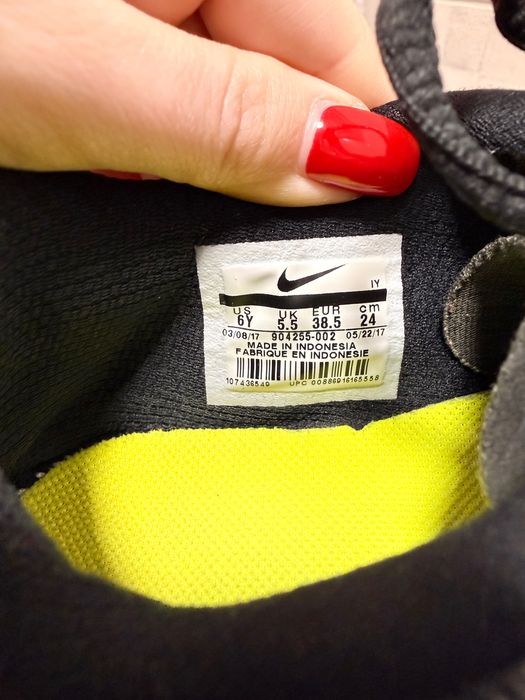 IY
US UK EUR cm
6Y 5.5 38.5 24
03/08/17 904255-002 05/22/17
MADE IN INDONESIA
FABRIQUE EN INDONESIE
107436549 UPC 00886916165558